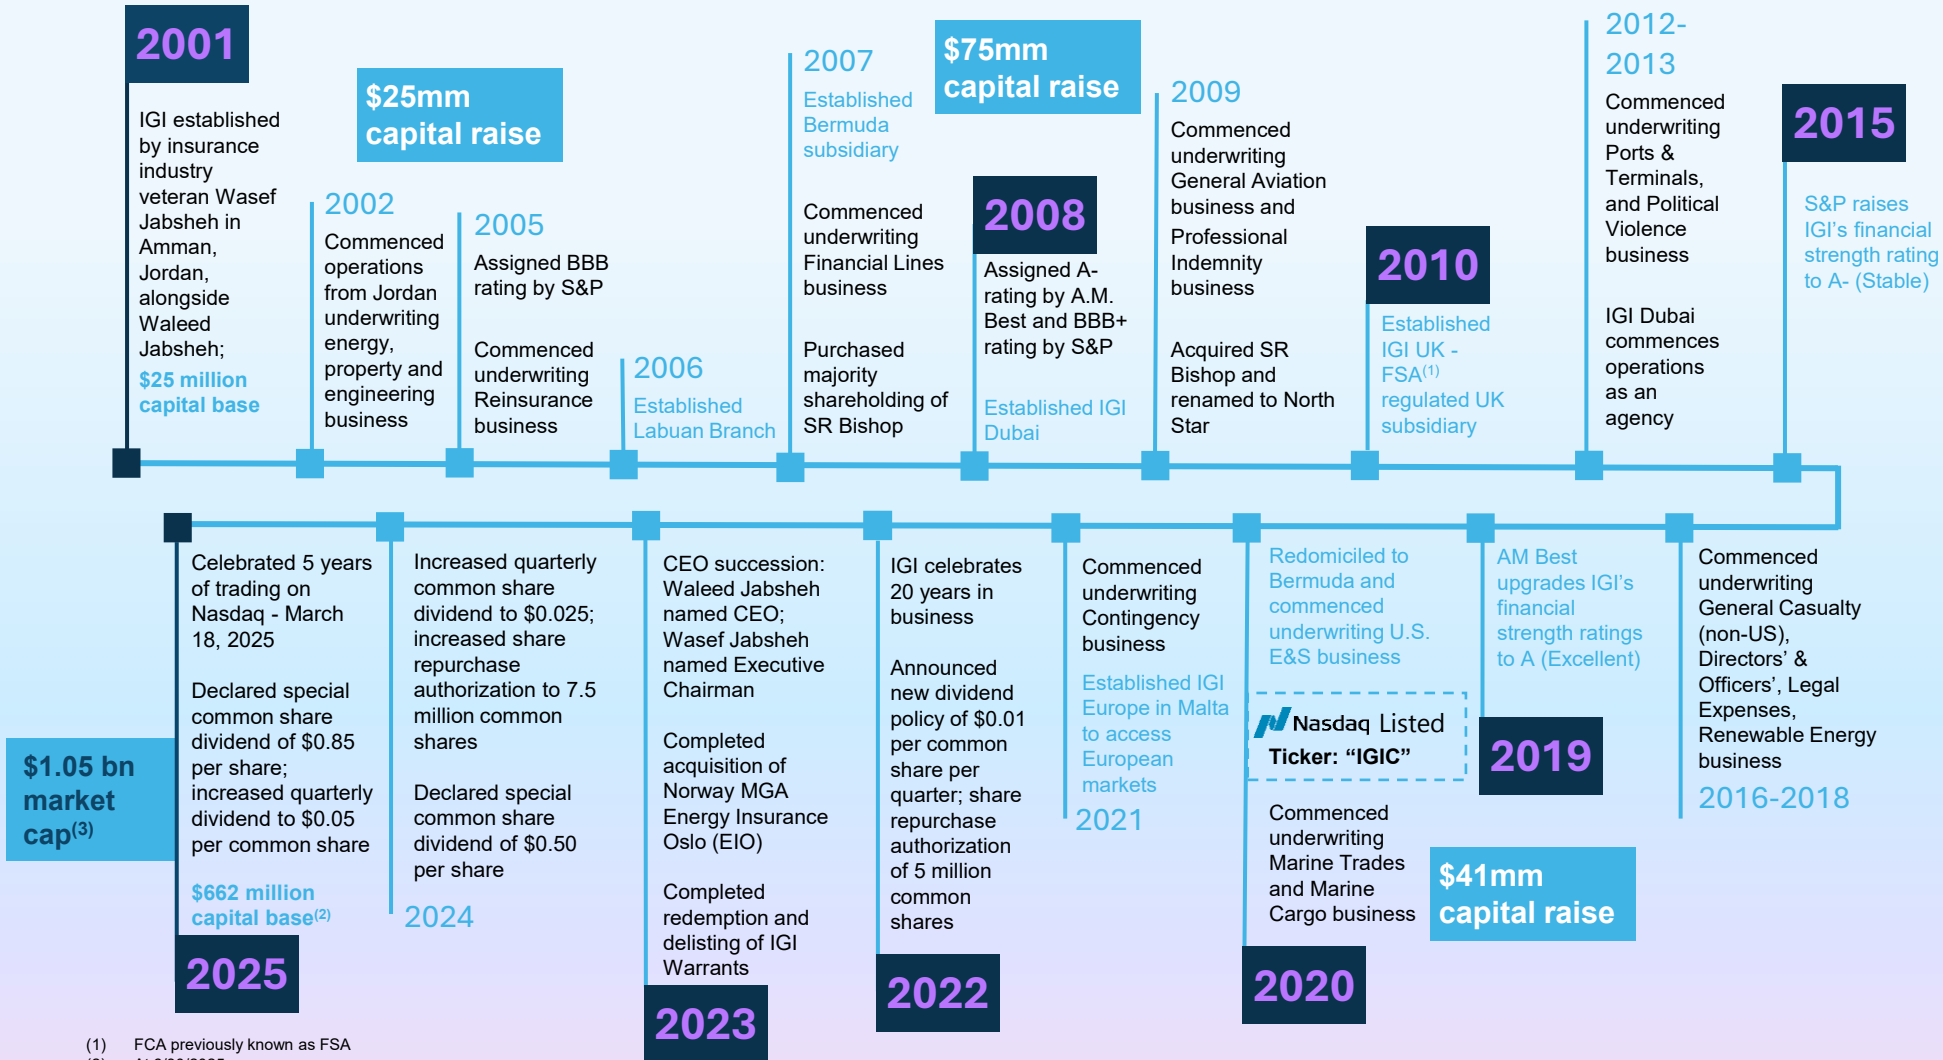 2001
IGI established
by insurance
industry
veteran Wasef
Jabsheh in
Amman,
Jordan,
alongside
Waleed
Jabsheh;
$25 million
capital base
$25mm
capital raise
2002
Commenced
operations
from Jordan
underwriting
energy,
property and
engineering
business
2005
Assigned BBB
rating by S&P
Commenced
underwriting
Reinsurance
business
2006
Established
Labuan Branch
2007
Established
Bermuda
subsidiary
Commenced
underwriting
Financial Lines
business
Purchased
majority
shareholding of
SR Bishop
$75mm
capital raise
2008
Assigned A-
rating by A.M.
Best and BBB+
rating by S&P
Established IGI
Dubai
2009
Commenced
underwriting
General Aviation
business and
Professional
Indemnity
business
Acquired SR
Bishop and
renamed to North
Star
2010
Established
IGI UK -
FSA(1)
regulated UK
subsidiary
2012-
2013
Commenced
underwriting
Ports &
Terminals,
and Political
Violence
business
IGI Dubai
commences
operations
as an
agency
2015
S&P raises
IGI's financial
strength rating
to A- (Stable)
Commenced
underwriting
General Casualty
(non-US),
Directors' &
Officers', Legal
Expenses,
Renewable Energy
business
2016-2018
AM Best
upgrades IGI's
financial
strength ratings
to A (Excellent)
2019
$41mm
capital raise
Redomiciled to
Bermuda and
commenced
underwriting U.S.
E&S business
Nasdaq Listed
Ticker: “IGIC”
Commenced
underwriting
Marine Trades
and Marine
Cargo business
2020
Commenced
underwriting
Contingency
business
Established IGI
Europe in Malta
to access
European
markets
2021
IGI celebrates
20 years in
business
Announced
new dividend
policy of $0.01
per common
share per
quarter; share
repurchase
authorization
of 5 million
common
shares
2022
CEO succession:
Waleed Jabsheh
named CEO;
Wasef Jabsheh
named Executive
Chairman
Completed
acquisition of
Norway MGA
Energy Insurance
Oslo (EIO)
Completed
redemption and
delisting of IGI
Warrants
2023
Increased quarterly
common share
dividend to $0.025;
increased share
repurchase
authorization to 7.5
million common
shares
Declared special
common share
dividend of $0.50
per share
2024
Celebrated 5 years
of trading on
Nasdaq - March
18, 2025
Declared special
common share
dividend of $0.85
per share;
increased quarterly
dividend to $0.05
per common share
$662 million
capital base(2)
2025
$1.05 bn
market
cap(3)
(1) FCA previously known as FSA